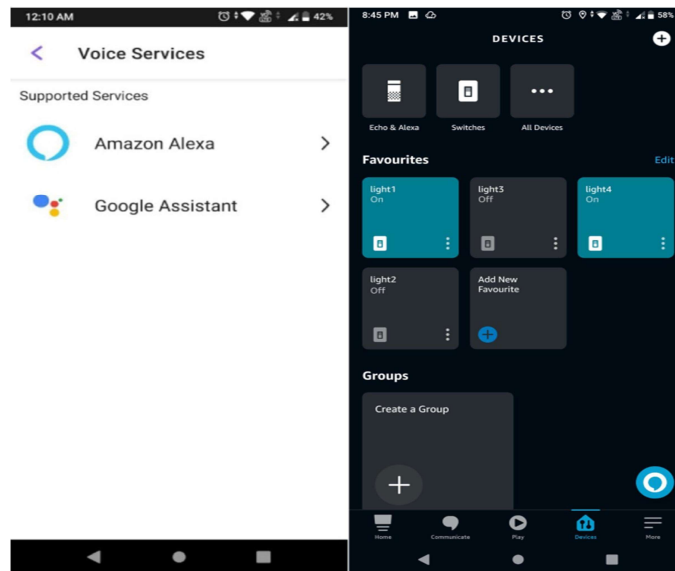 12:10 AM 42%
Voice Services
Supported Services
Amazon Alexa
Google Assistant
8:45 PM 58%
DEVICES
Echo & Alexa Switches All Devices
Favourites Edit
light1 light3 light4
On Off On
light2 Add New
Off Favourite
Groups
Create a Group
Home Communicate Play Devices More